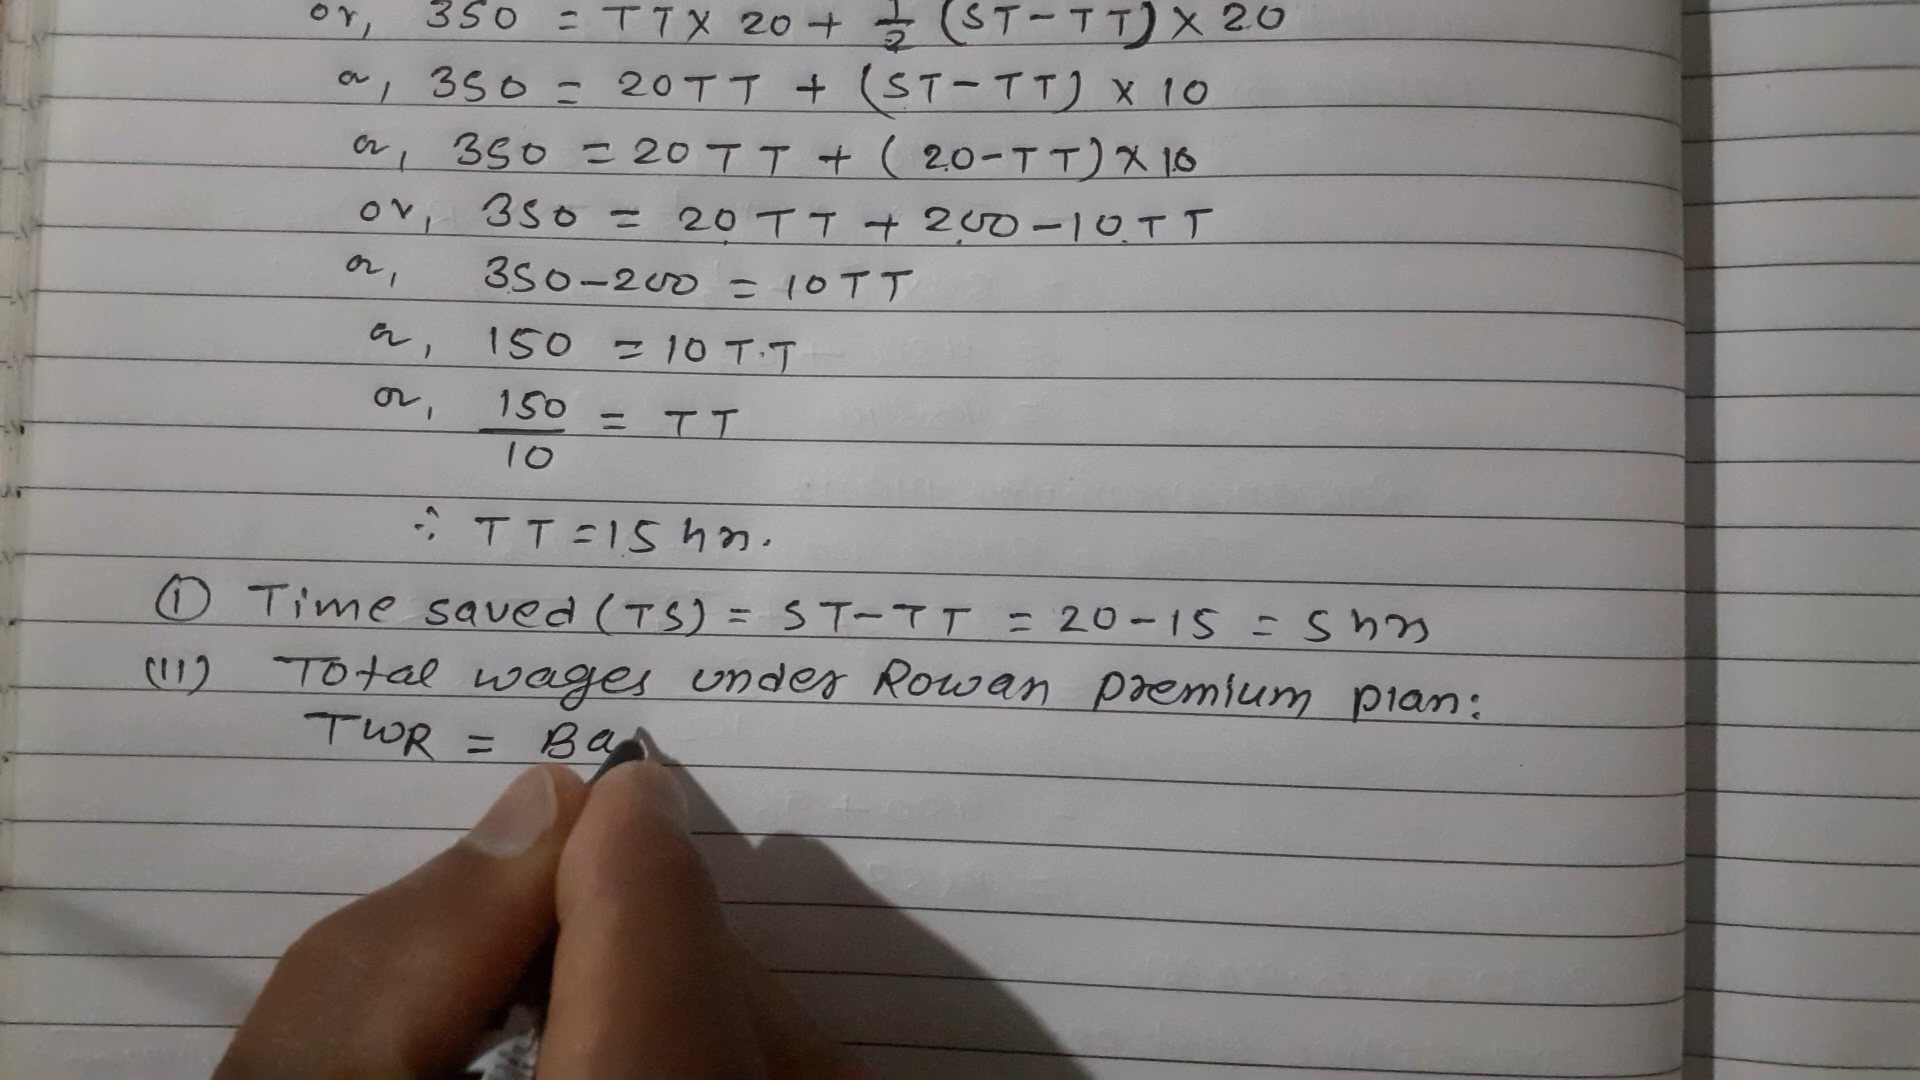 or, 350 = TT × 20 + 1/2 (ST - TT) × 20
or, 350 = 20TT + (ST - TT) × 10
or, 350 = 20TT + (20 - TT) × 10
or, 350 = 20TT + 200 - 10TT
or, 350 - 200 = 10TT
or, 150 = 10T.T
or, 150/10 = TT
∴ TT = 15 hrs.
① Time saved (TS) = ST - TT = 20 - 15 = 5 hrs
(11) Total wages under Rowan premium plan:
TWR = Ba